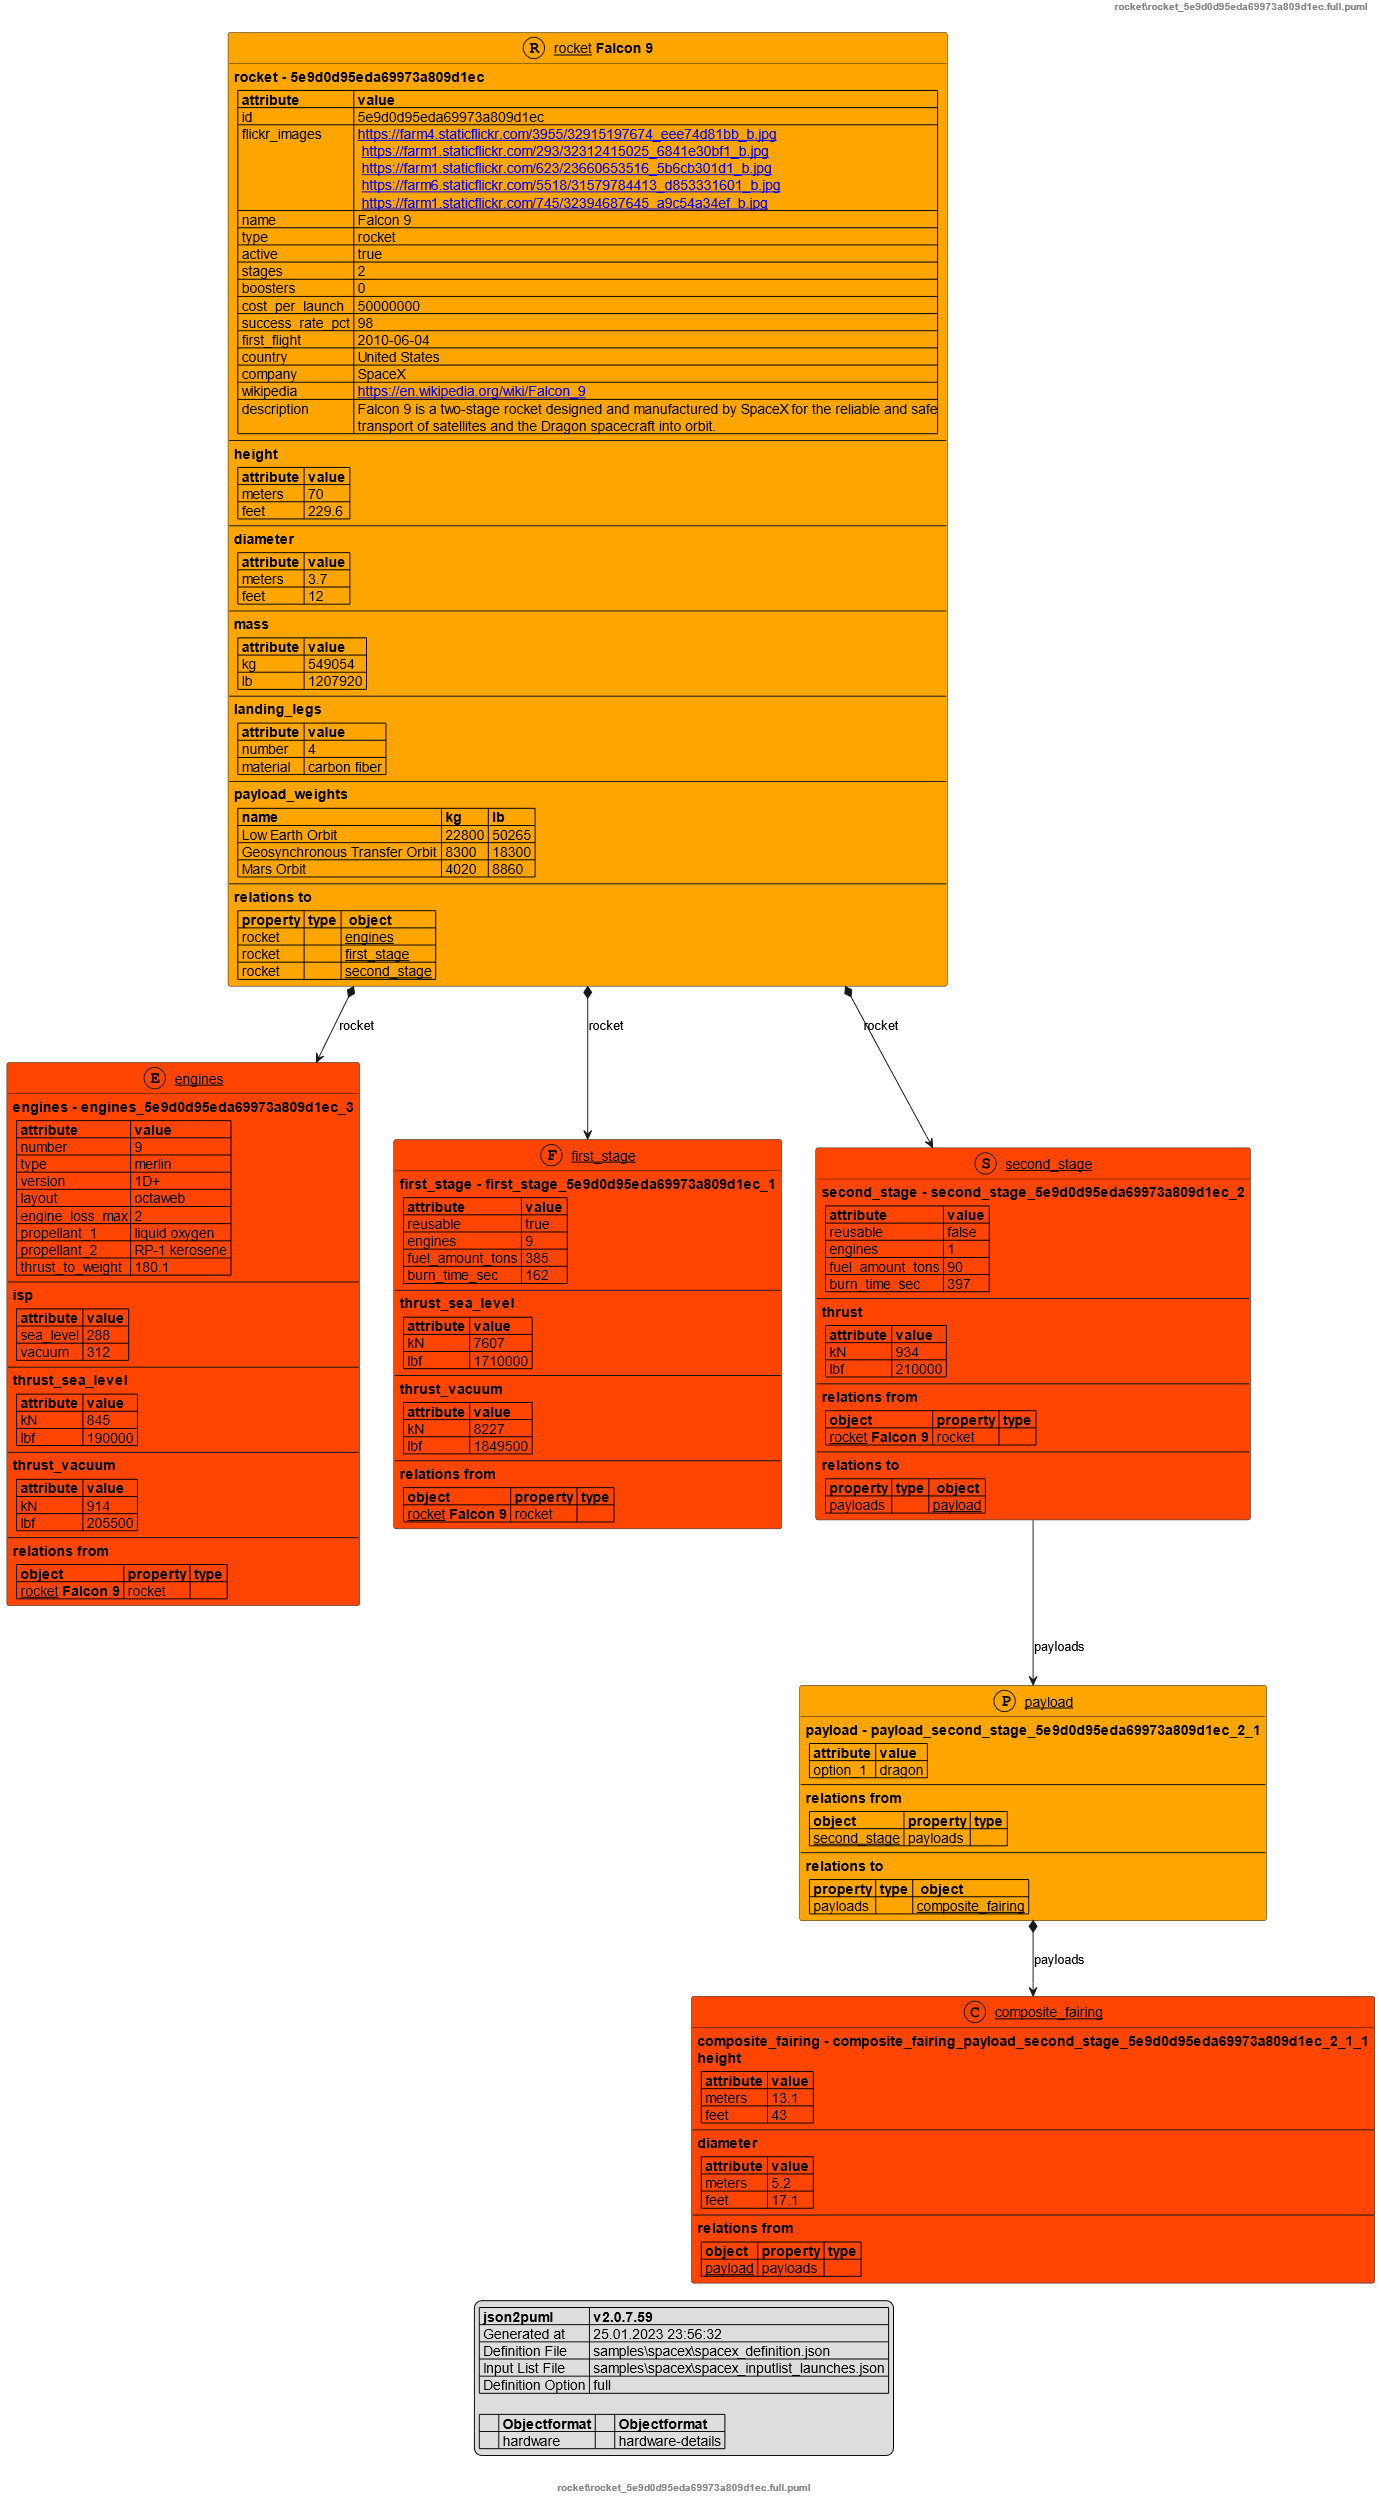 rocket\rocket_5e9d0d95eda69973a809d1ec.full.puml
R rocket Falcon 9
rocket - 5e9d0d95eda69973a809d1ec
attribute value
id 5e9d0d95eda69973a809d1ec
flickr_images https://farm4.staticflickr.com/3955/32915197674_eee74d81bb_b.jpg
https://farm1.staticflickr.com/293/32312415025_6841e30bf1_b.jpg
https://farm1.staticflickr.com/623/23660653516_5b6cb301d1_b.jpg
https://farm6.staticflickr.com/5518/31579784413_d853331601_b.jpg
https://farm1.staticflickr.com/745/32394687645_a9c54a34ef_b.jpg
name Falcon 9
type rocket
active true
stages 2
boosters 0
cost_per_launch 50000000
success_rate_pct 98
first_flight 2010-06-04
country United States
company SpaceX
wikipedia https://en.wikipedia.org/wiki/Falcon_9
description Falcon 9 is a two-stage rocket designed and manufactured by SpaceX for the reliable and safe
transport of satellites and the Dragon spacecraft into orbit.
height
attribute value
meters 70
feet 229.6
diameter
attribute value
meters 3.7
feet 12
mass
attribute value
kg 549054
lb 1207920
landing_legs
attribute value
number 4
material carbon fiber
payload_weights
name kg lb
Low Earth Orbit 22800 50265
Geosynchronous Transfer Orbit 8300 18300
Mars Orbit 4020 8860
relations to
property type object
rocket engines
rocket first_stage
rocket second_stage
rocket
rocket
rocket
E engines
engines - engines_5e9d0d95eda69973a809d1ec_3
attribute value
number 9
type merlin
version 1D+
layout octaweb
engine_loss_max 2
propellant_1 liquid oxygen
propellant_2 RP-1 kerosene
thrust_to_weight 180.1
isp
attribute value
sea_level 288
vacuum 312
thrust_sea_level
attribute value
kN 845
lbf 190000
thrust_vacuum
attribute value
kN 914
lbf 205500
relations from
object property type
rocket Falcon 9 rocket
F first_stage
first_stage - first_stage_5e9d0d95eda69973a809d1ec_1
attribute value
reusable true
engines 9
fuel_amount_tons 385
burn_time_sec 162
thrust_sea_level
attribute value
kN 7607
lbf 1710000
thrust_vacuum
attribute value
kN 8227
lbf 1849500
relations from
object property type
rocket Falcon 9 rocket
S second_stage
second_stage - second_stage_5e9d0d95eda69973a809d1ec_2
attribute value
reusable false
engines 1
fuel_amount_tons 90
burn_time_sec 397
thrust
attribute value
kN 934
lbf 210000
relations from
object property type
rocket Falcon 9 rocket
relations to
property type object
payloads payload
payloads
P payload
payload - payload_second_stage_5e9d0d95eda69973a809d1ec_2_1
attribute value
option_1 dragon
relations from
object property type
second_stage payloads
relations to
property type object
payloads composite_fairing
payloads
C composite_fairing
composite_fairing - composite_fairing_payload_second_stage_5e9d0d95eda69973a809d1ec_2_1_1
height
attribute value
meters 13.1
feet 43
diameter
attribute value
meters 5.2
feet 17.1
relations from
object property type
payload payloads
json2puml v2.0.7.59
Generated at 25.01.2023 23:56:32
Definition File samples\spacex\spacex_definition.json
Input List File samples\spacex\spacex_inputlist_launches.json
Definition Option full
Objectformat Objectformat
hardware hardware-details
rocket\rocket_5e9d0d95eda69973a809d1ec.full.puml